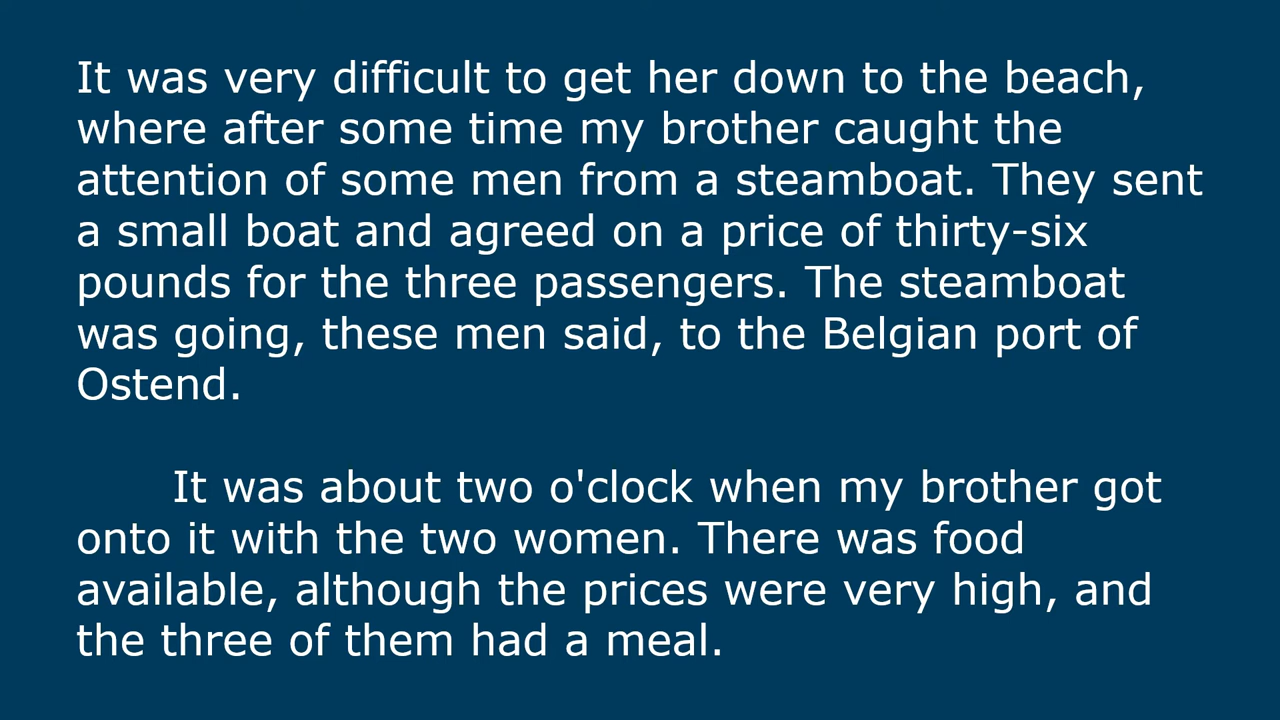 It was very difficult to get her down to the beach,
where after some time my brother caught the
attention of some men from a steamboat. They sent
a small boat and agreed on a price of thirty-six
pounds for the three passengers. The steamboat
was going, these men said, to the Belgian port of
Ostend.
It was about two o'clock when my brother got
onto it with the two women. There was food
available, although the prices were very high, and
the three of them had a meal.